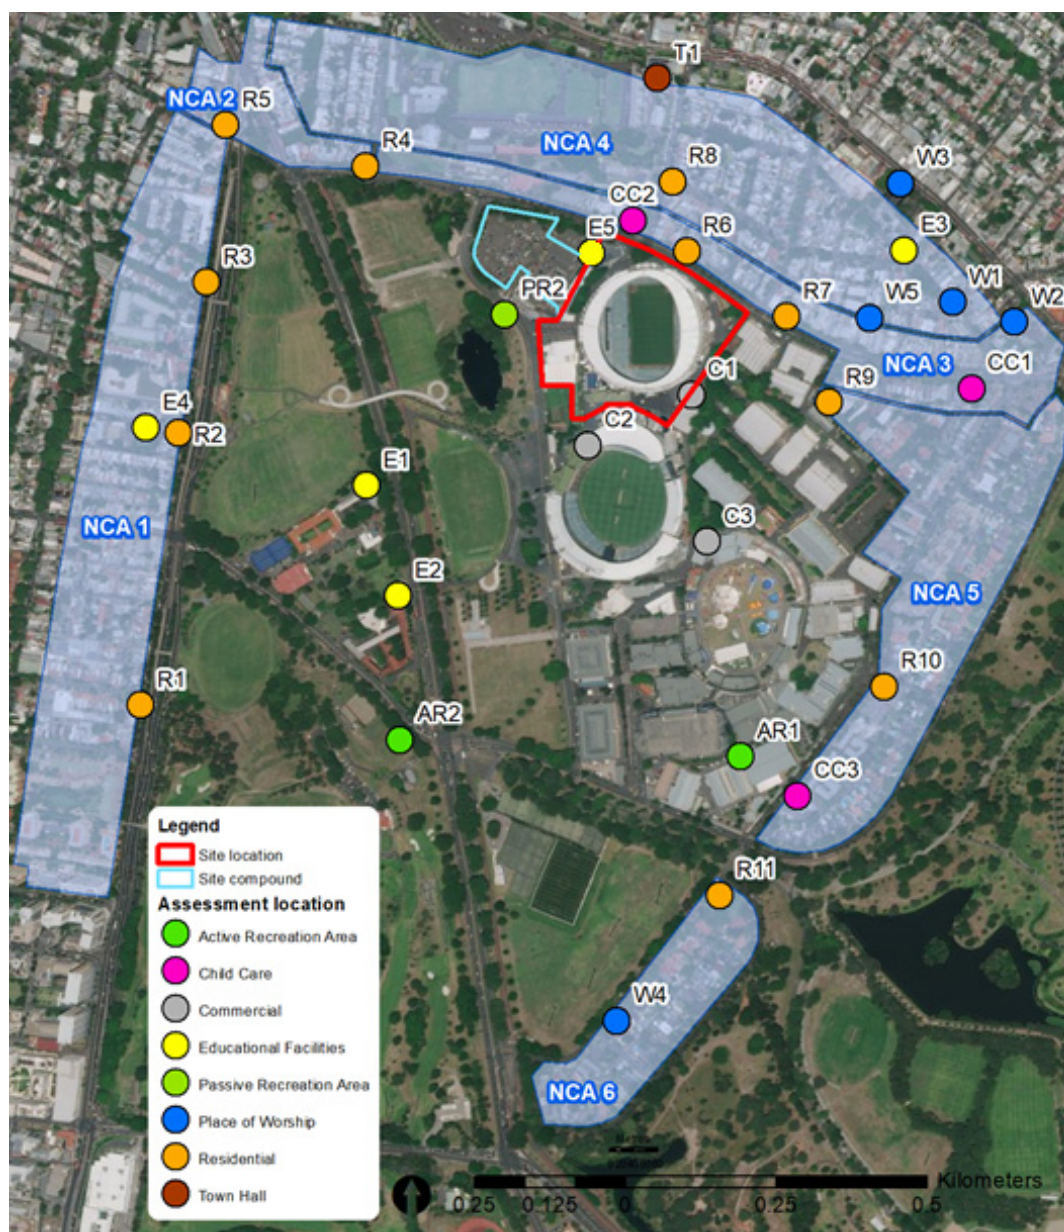 T1
NCA 2
R5
NCA 4
R4
R8
W3
CC2
E3
E5
R6
R3
W1
PR2
R7
W5
W2
NCA 3
CC1
C1
R9
E4
R2
C2
E1
NCA 1
C3
E2
NCA 5
R10
R1
AR2
AR1
CC3
R11
W4
NCA 6
Legend
Site location
Site compound
Assessment location
Active Recreation Area
Child Care
Commercial
Educational Facilities
Passive Recreation Area
Place of Worship
Residential
Town Hall
Kilometers
0.25 0.125 0 0.25 0.5